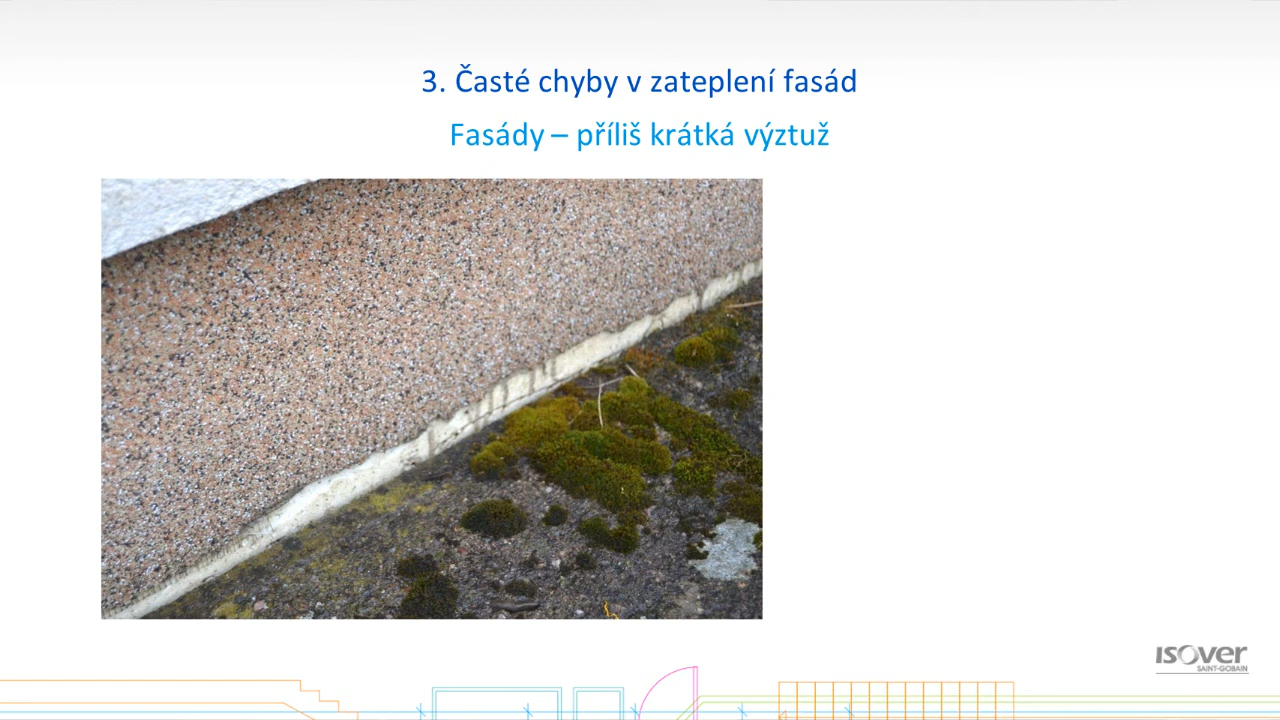 3. Časté chyby v zateplení fasád
Fasády – příliš krátká výztuž
ISOVER
SAINT-GOBAIN